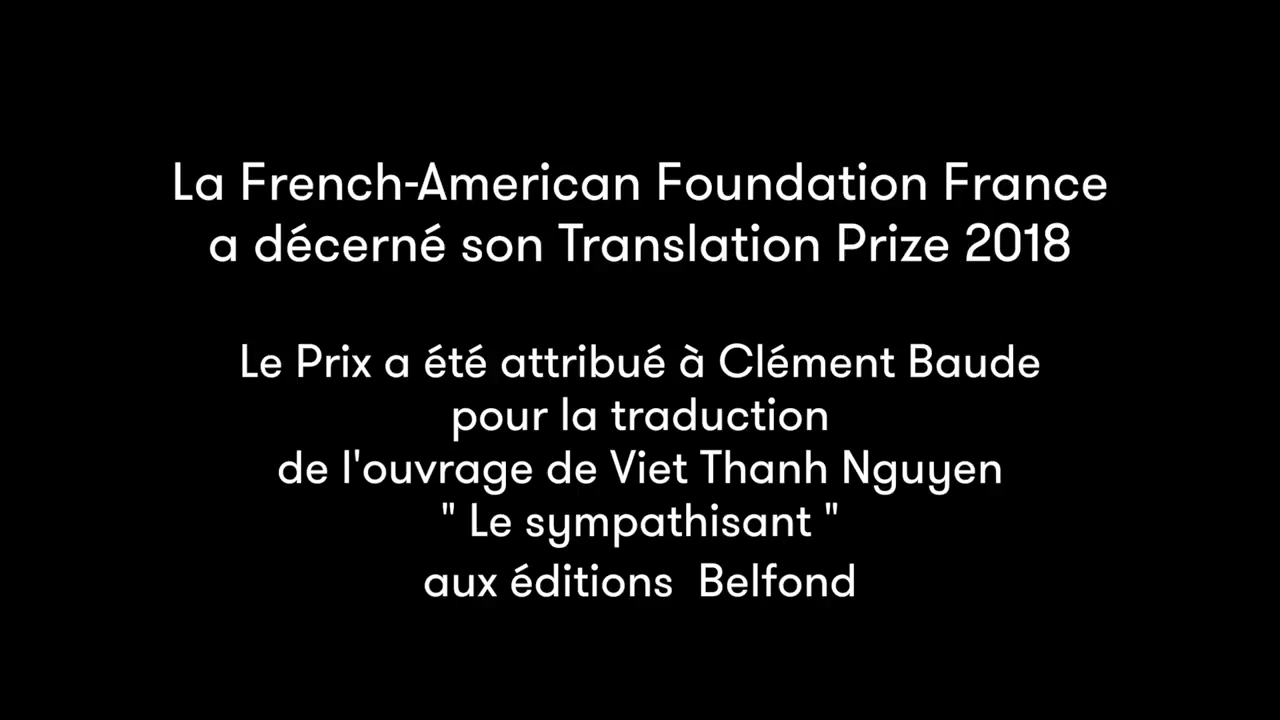 La French-American Foundation France
a décerné son Translation Prize 2018
Le Prix a été attribué à Clément Baude
pour la traduction
de l'ouvrage de Viet Thanh Nguyen
" Le sympathisant "
aux éditions Belfond